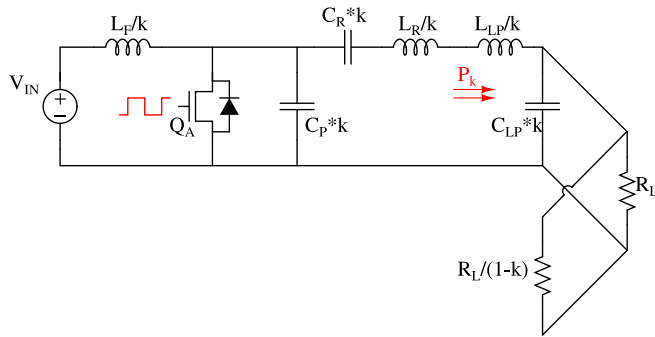 L_F/k
C_R*k
L_R/k
L_LP/k
V_IN
+
−
Q_A
C_P*k
P_k
C_LP*k
R_L
R_L/(1-k)